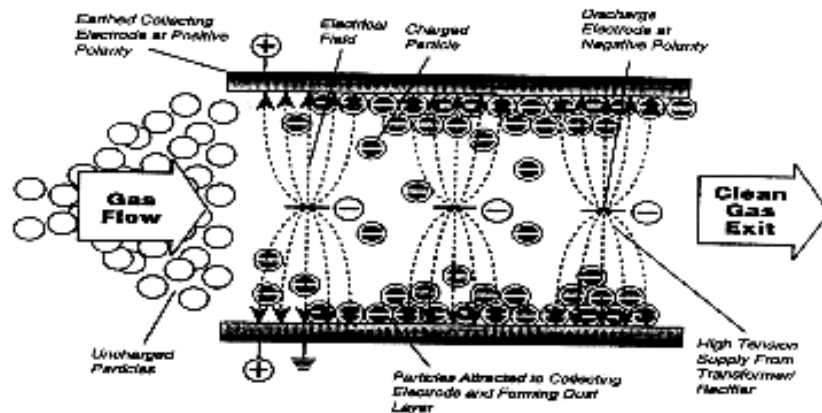 Earthed Collecting
Electrode at Positive
Polarity
Electrical
Field
Charged
Particle
Discharge
Electrode at
Negative Polarity
Gas
Flow
Clean
Gas
Exit
Uncharged
Particles
Particles Attracted to Collecting
Electrode and Forming Dust
Layer
High Tension
Supply From
Transformer/
Rectifier